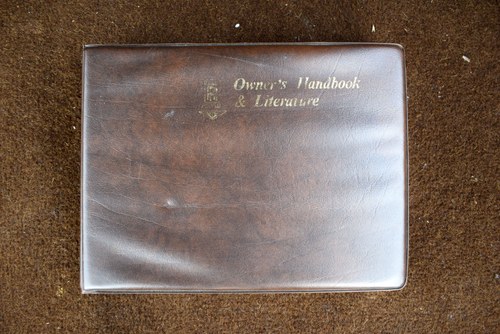 Owner's Handbook
& Literature